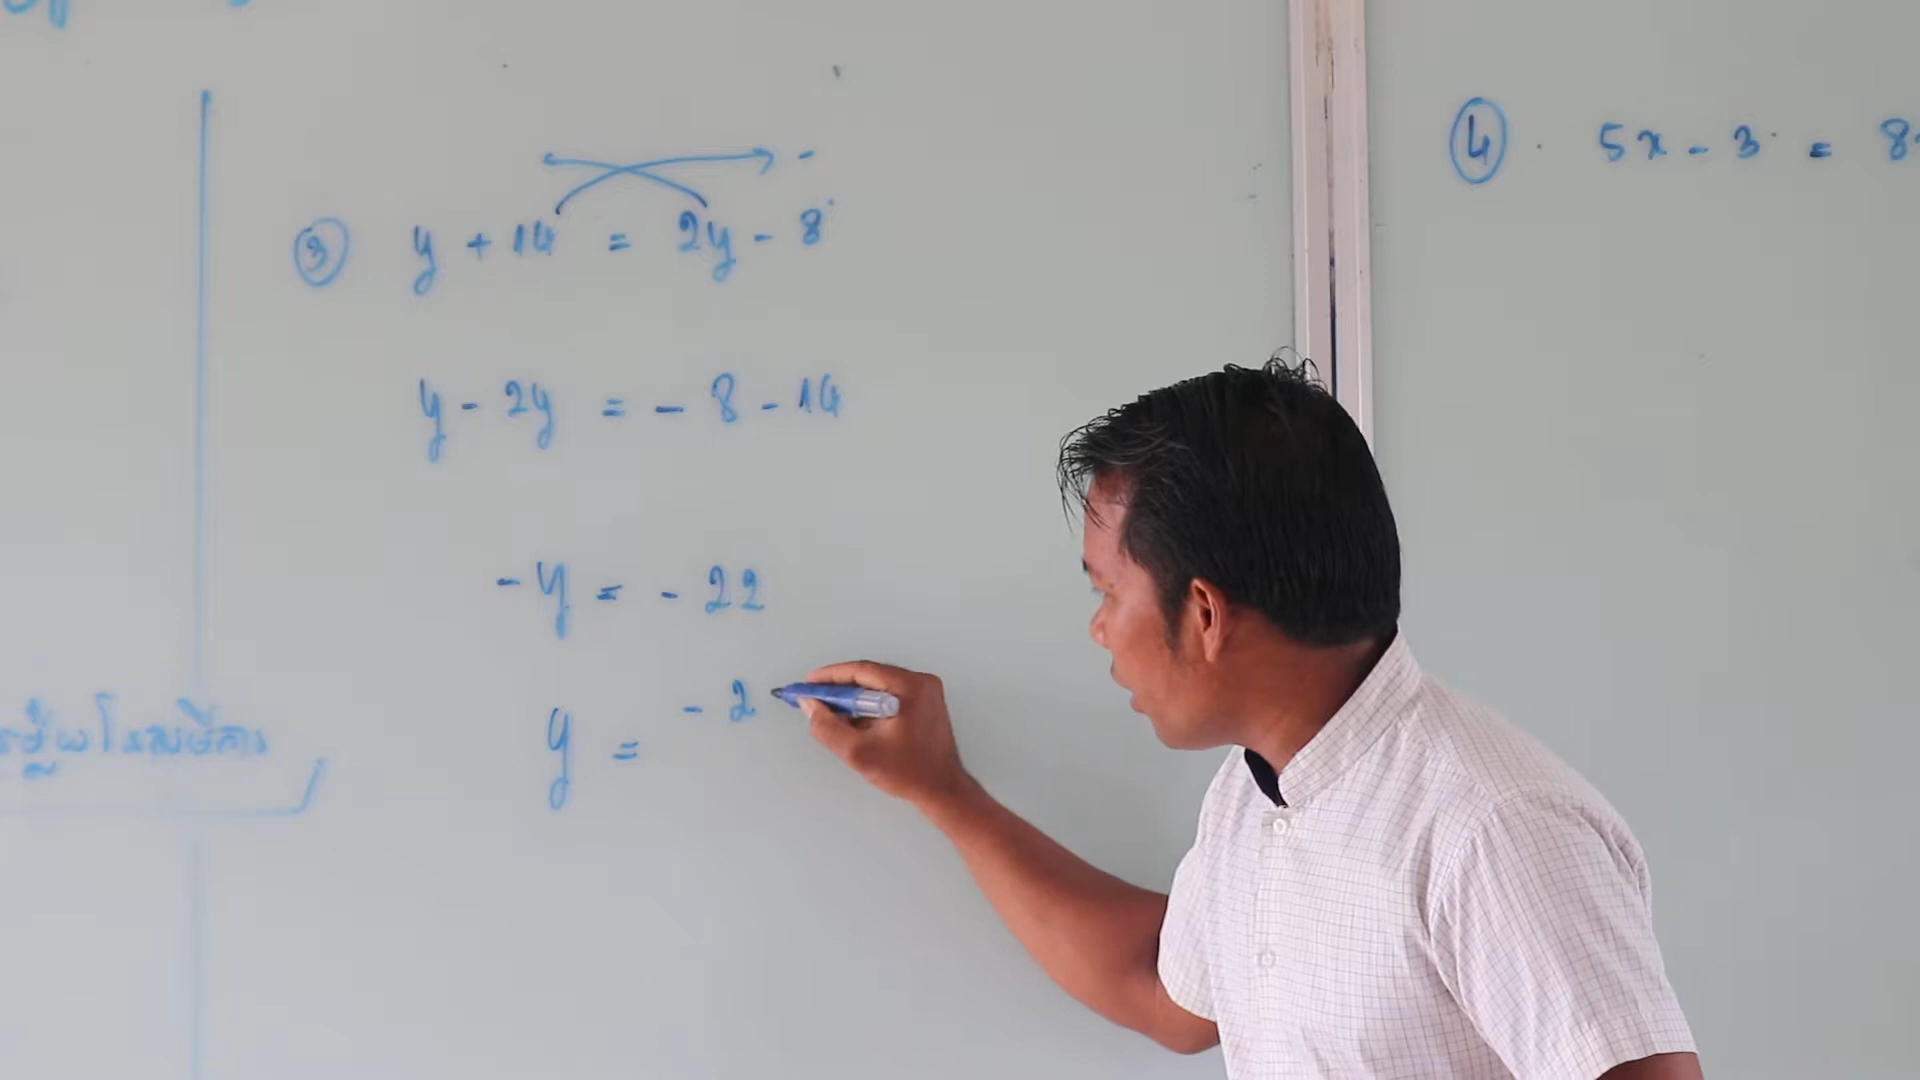 ③ y + 14 = 2y - 8
y - 2y = - 8 - 14
-y = - 22
y = - 2
④ 5x - 3 = 8